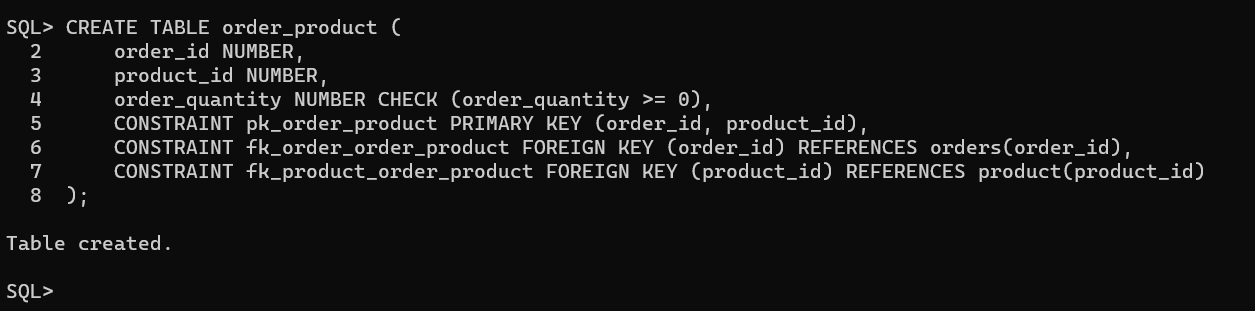 SQL> CREATE TABLE order_product (
  2      order_id NUMBER,
  3      product_id NUMBER,
  4      order_quantity NUMBER CHECK (order_quantity >= 0),
  5      CONSTRAINT pk_order_product PRIMARY KEY (order_id, product_id),
  6      CONSTRAINT fk_order_order_product FOREIGN KEY (order_id) REFERENCES orders(order_id),
  7      CONSTRAINT fk_product_order_product FOREIGN KEY (product_id) REFERENCES product(product_id)
  8  );
Table created.
SQL>